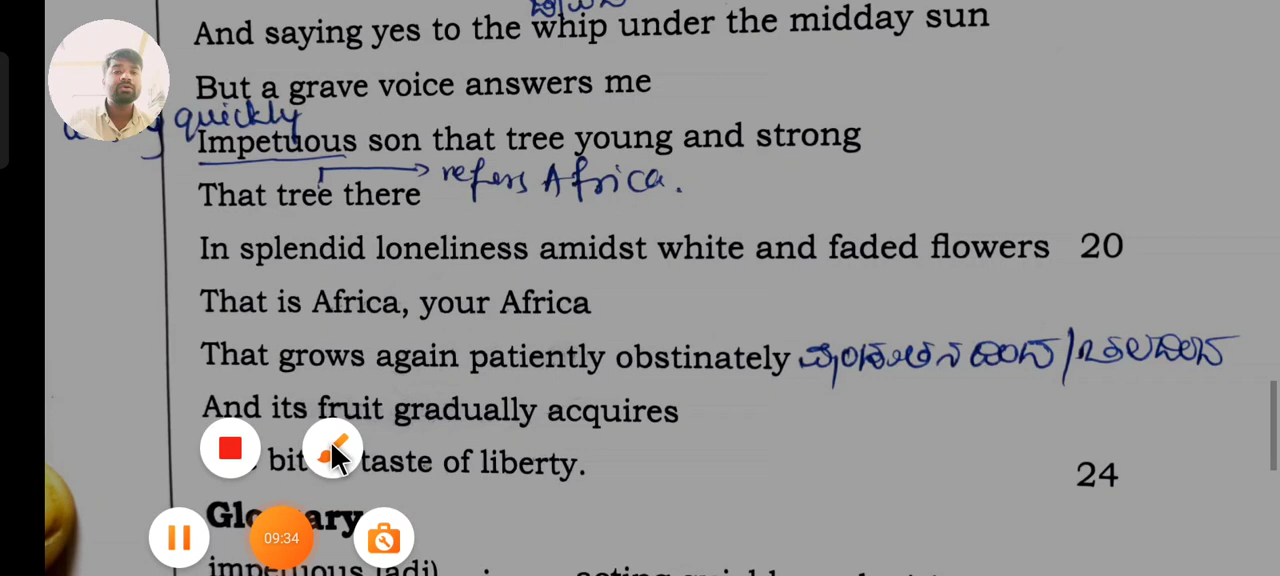 And saying yes to the whip under the midday sun
But a grave voice answers me
quickly
Impetuous son that tree young and strong
refers Africa.
That tree there
In splendid loneliness amidst white and faded flowers 20
That is Africa, your Africa
That grows again patiently obstinately ಮೊಂಡುತನದಿಂದ/ಛಲದಿಂದ
And its fruit gradually acquires
taste of liberty.
24
09:34